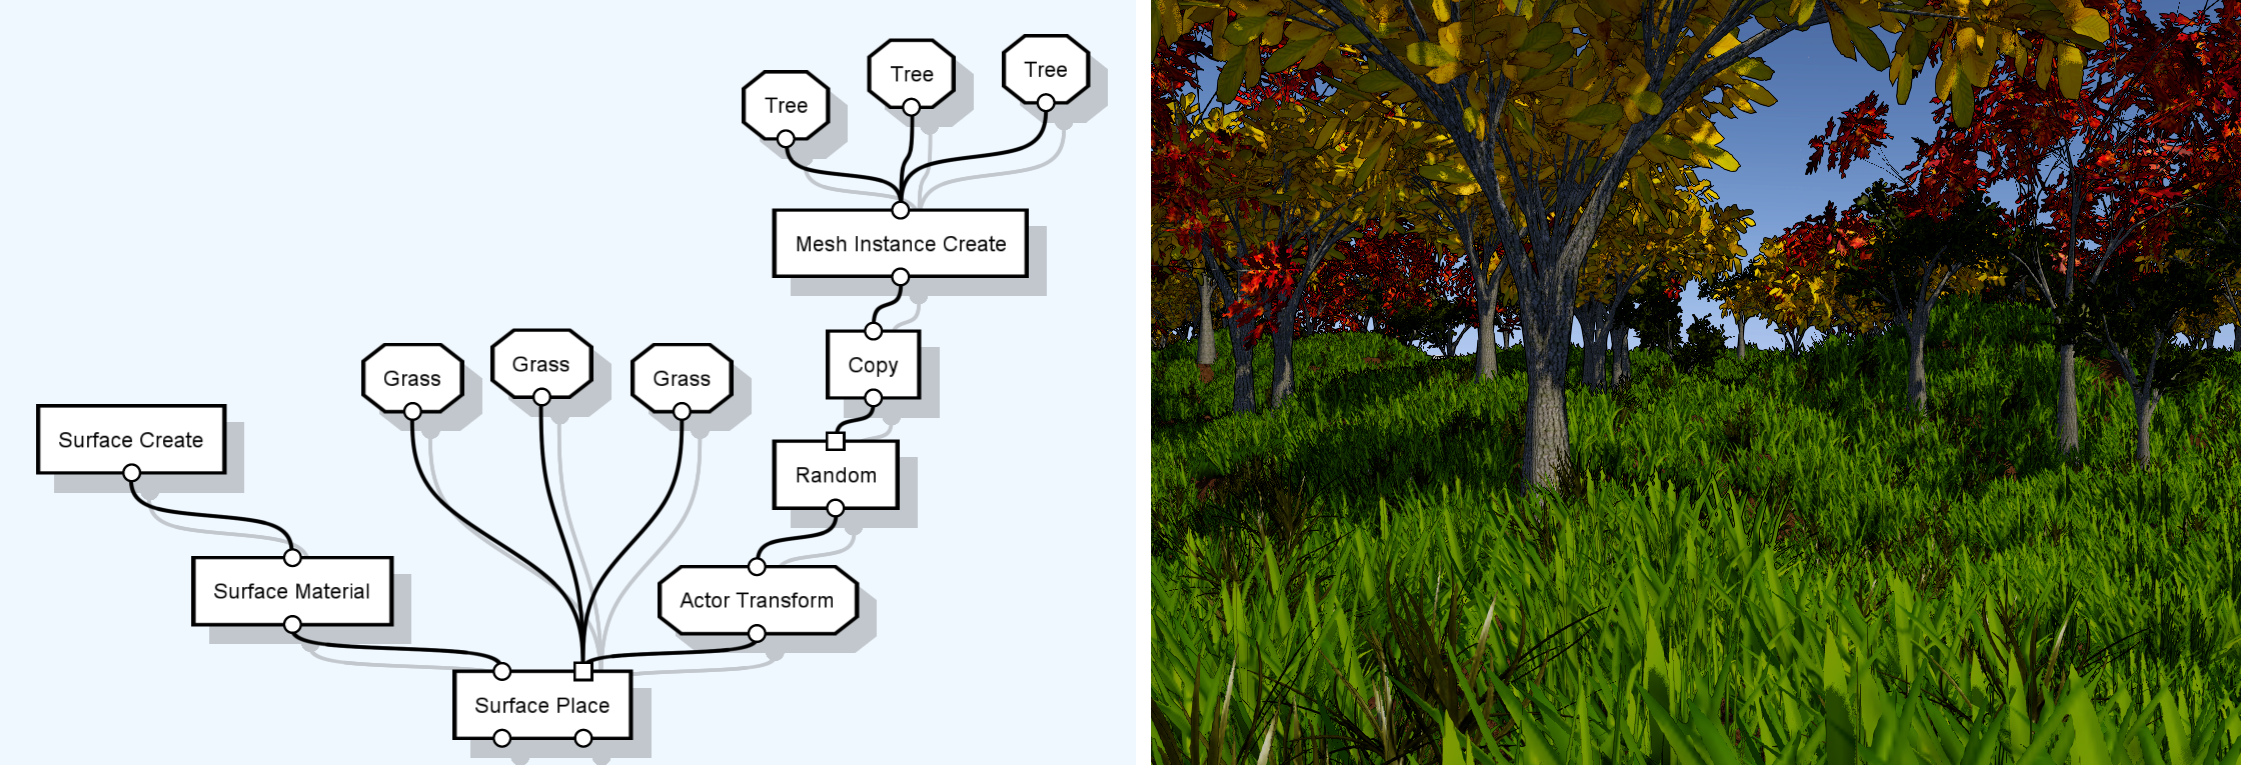 Tree
Tree
Tree
Mesh Instance Create
Copy
Grass
Grass
Grass
Surface Create
Random
Surface Material
Actor Transform
Surface Place